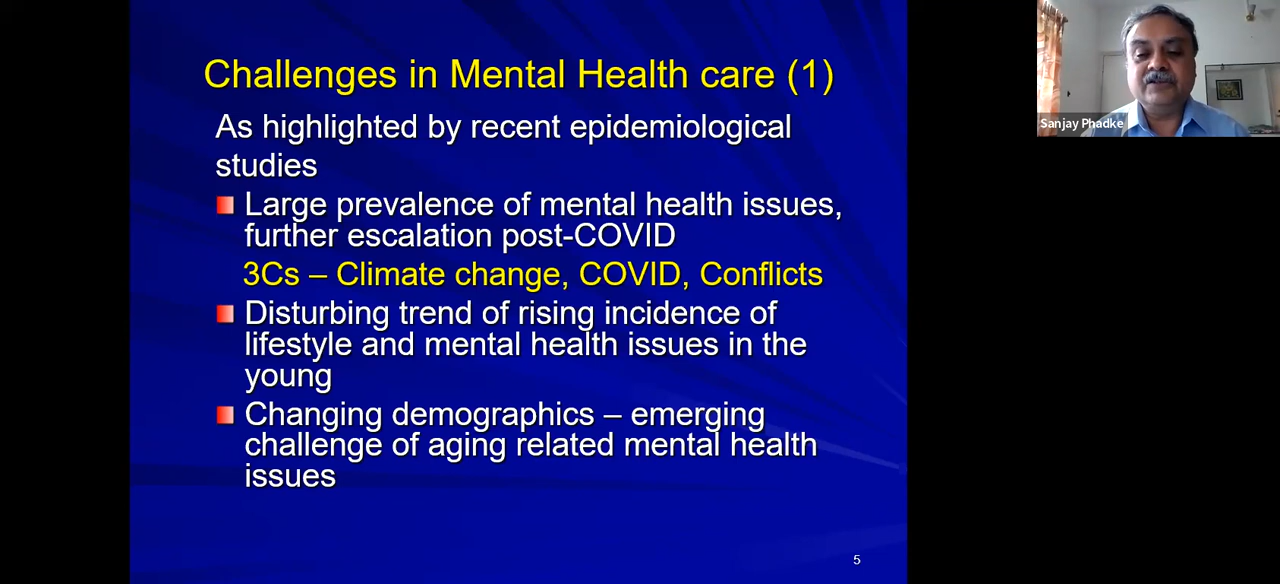 Challenges in Mental Health care (1)
As highlighted by recent epidemiological
studies
Large prevalence of mental health issues,
further escalation post-COVID
3Cs – Climate change, COVID, Conflicts
Disturbing trend of rising incidence of
lifestyle and mental health issues in the
young
Changing demographics – emerging
challenge of aging related mental health
issues
5
Sanjay Phadke